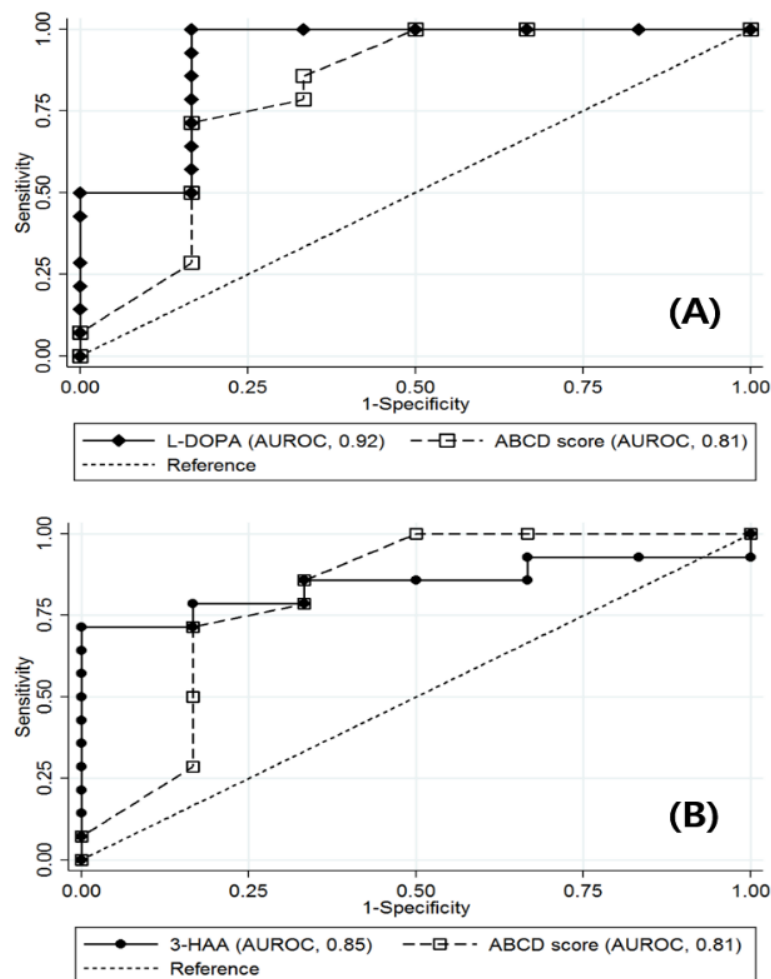 1.00
0.75
0.50
0.25
0.00
Sensitivity
(A)
0.00 0.25 0.50 0.75 1.00
1-Specificity
L-DOPA (AUROC, 0.92) ABCD score (AUROC, 0.81)
Reference
1.00
0.75
0.50
0.25
0.00
Sensitivity
(B)
0.00 0.25 0.50 0.75 1.00
1-Specificity
3-HAA (AUROC, 0.85) ABCD score (AUROC, 0.81)
Reference